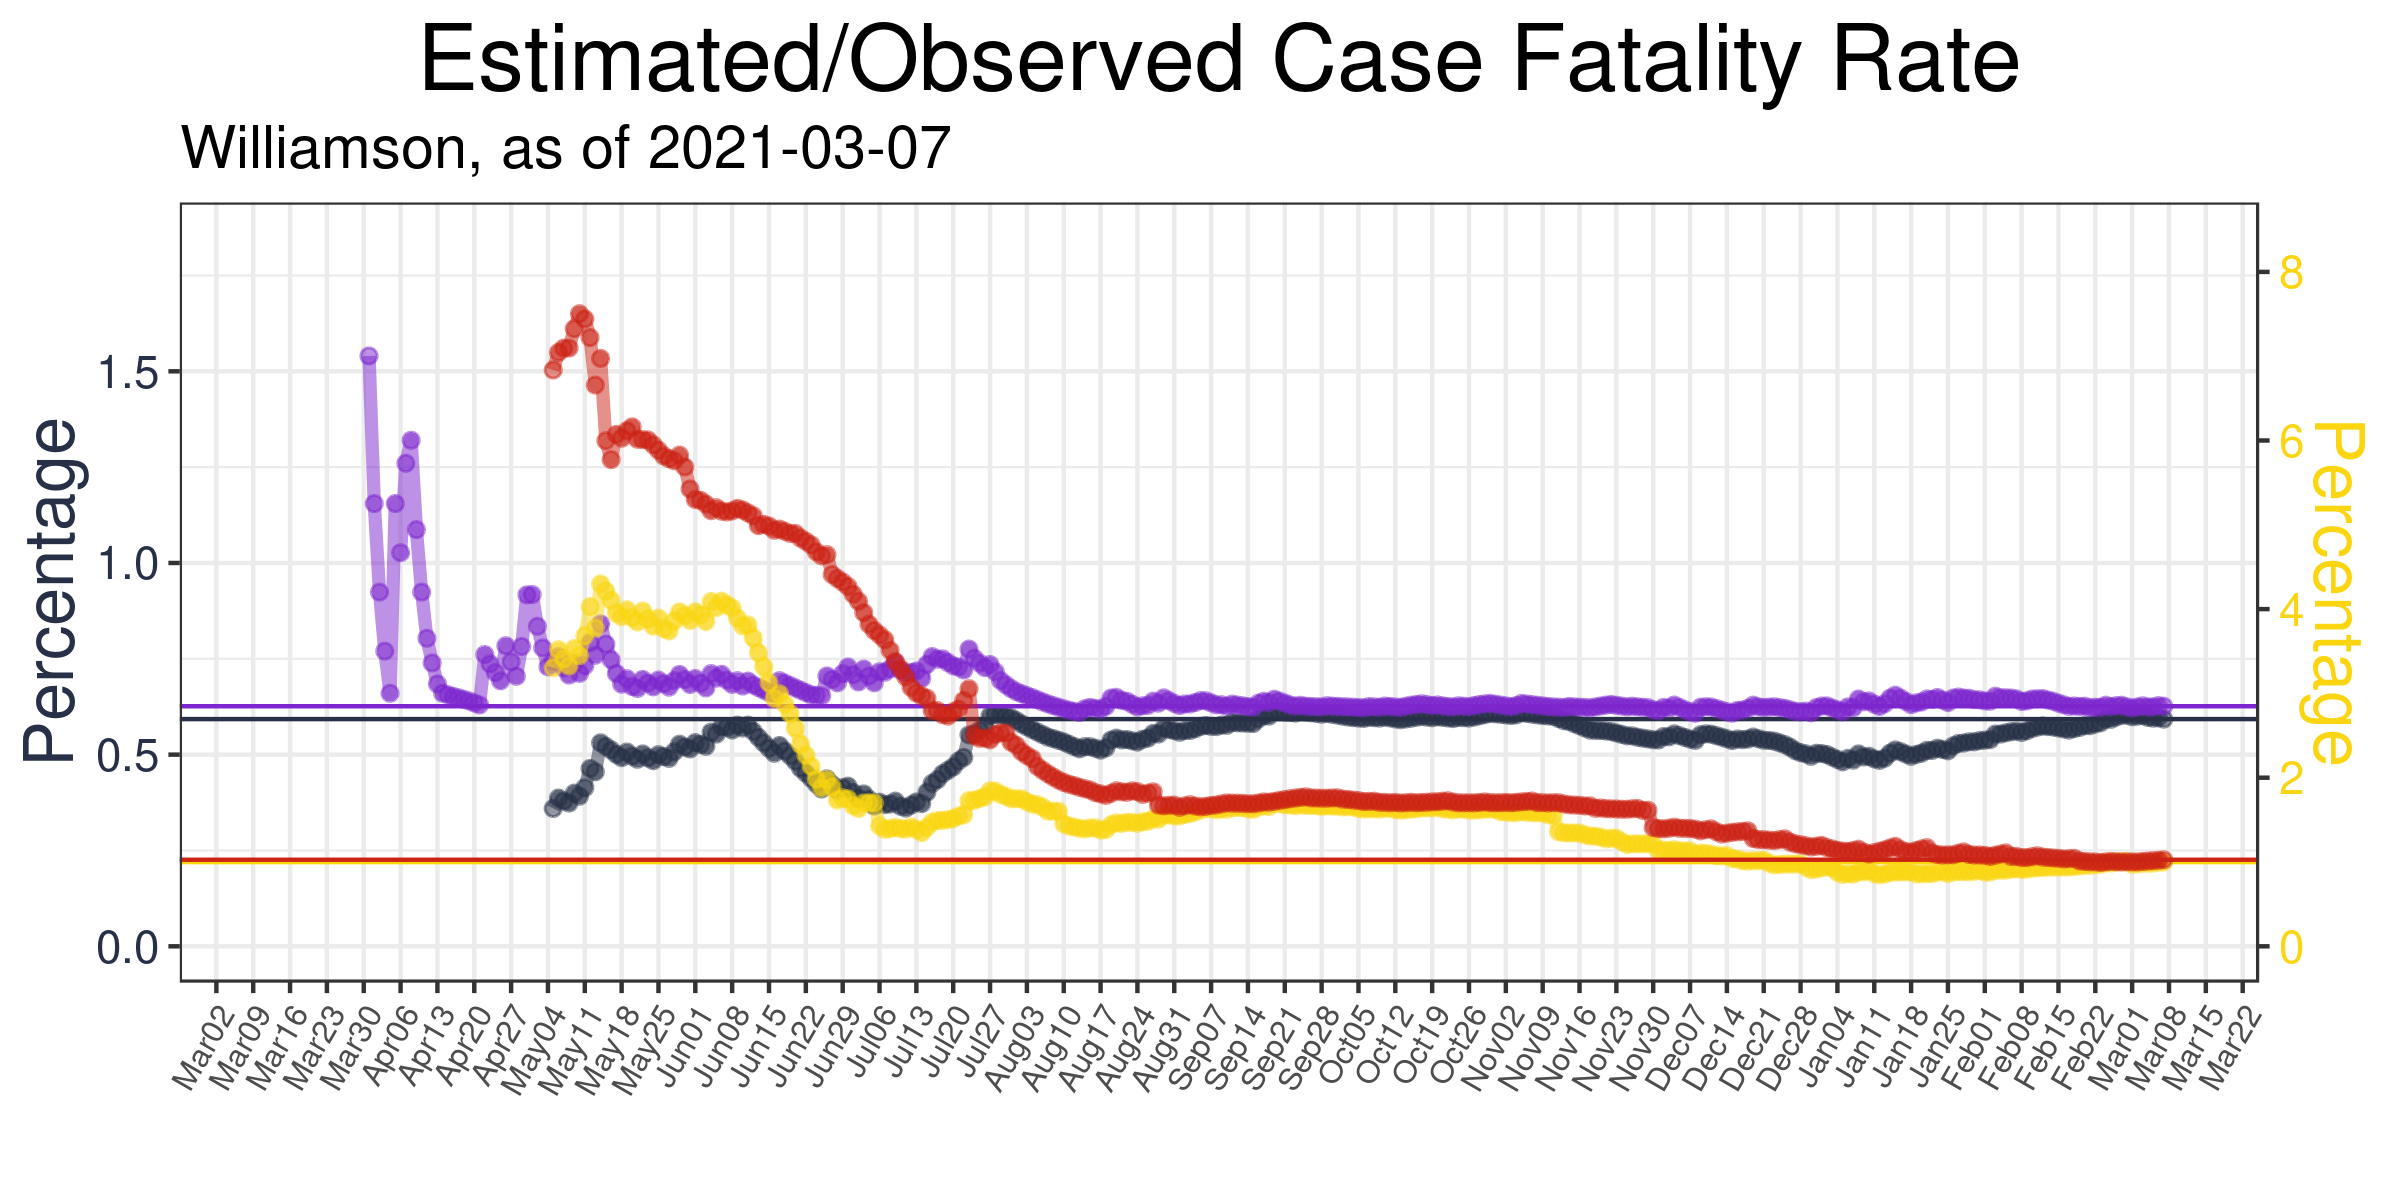 Estimated/Observed Case Fatality Rate
Williamson, as of 2021-03-07
Percentage
1.5
1.0
0.5
0.0
8
6
4
2
0
Percentage
Mar02
Mar09
Mar16
Mar23
Mar30
Apr06
Apr13
Apr20
Apr27
May04
May11
May18
May25
Jun01
Jun08
Jun15
Jun22
Jun29
Jul06
Jul13
Jul20
Jul27
Aug03
Aug10
Aug17
Aug24
Aug31
Sep07
Sep14
Sep21
Sep28
Oct05
Oct12
Oct19
Oct26
Nov02
Nov09
Nov16
Nov23
Nov30
Dec07
Dec14
Dec21
Dec28
Dec04
Jan11
Jan18
Jan25
Feb01
Feb08
Feb15
Feb22
Mar01
Mar08
Mar15
Mar22